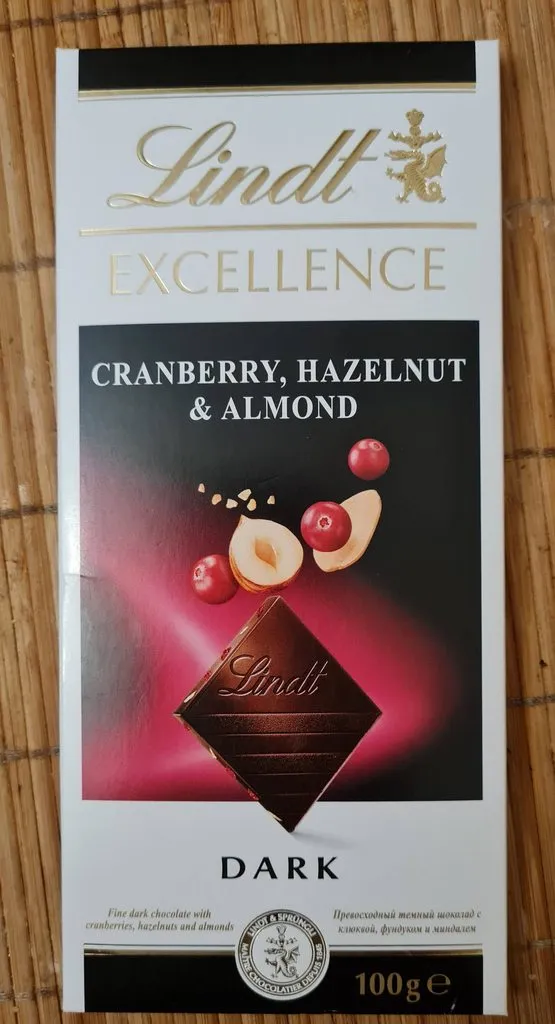 Lindt
EXCELLENCE
CRANBERRY, HAZELNUT
& ALMOND
Lindt
DARK
Fine dark chocolate with
cranberries, hazelnuts and almonds
Превосходный темный шоколад с
клюквой, фундуком и миндалем
LINDT & SPRÜNGLI
MAÎTRE CHOCOLATIER DEPUIS 1845
100g ℮